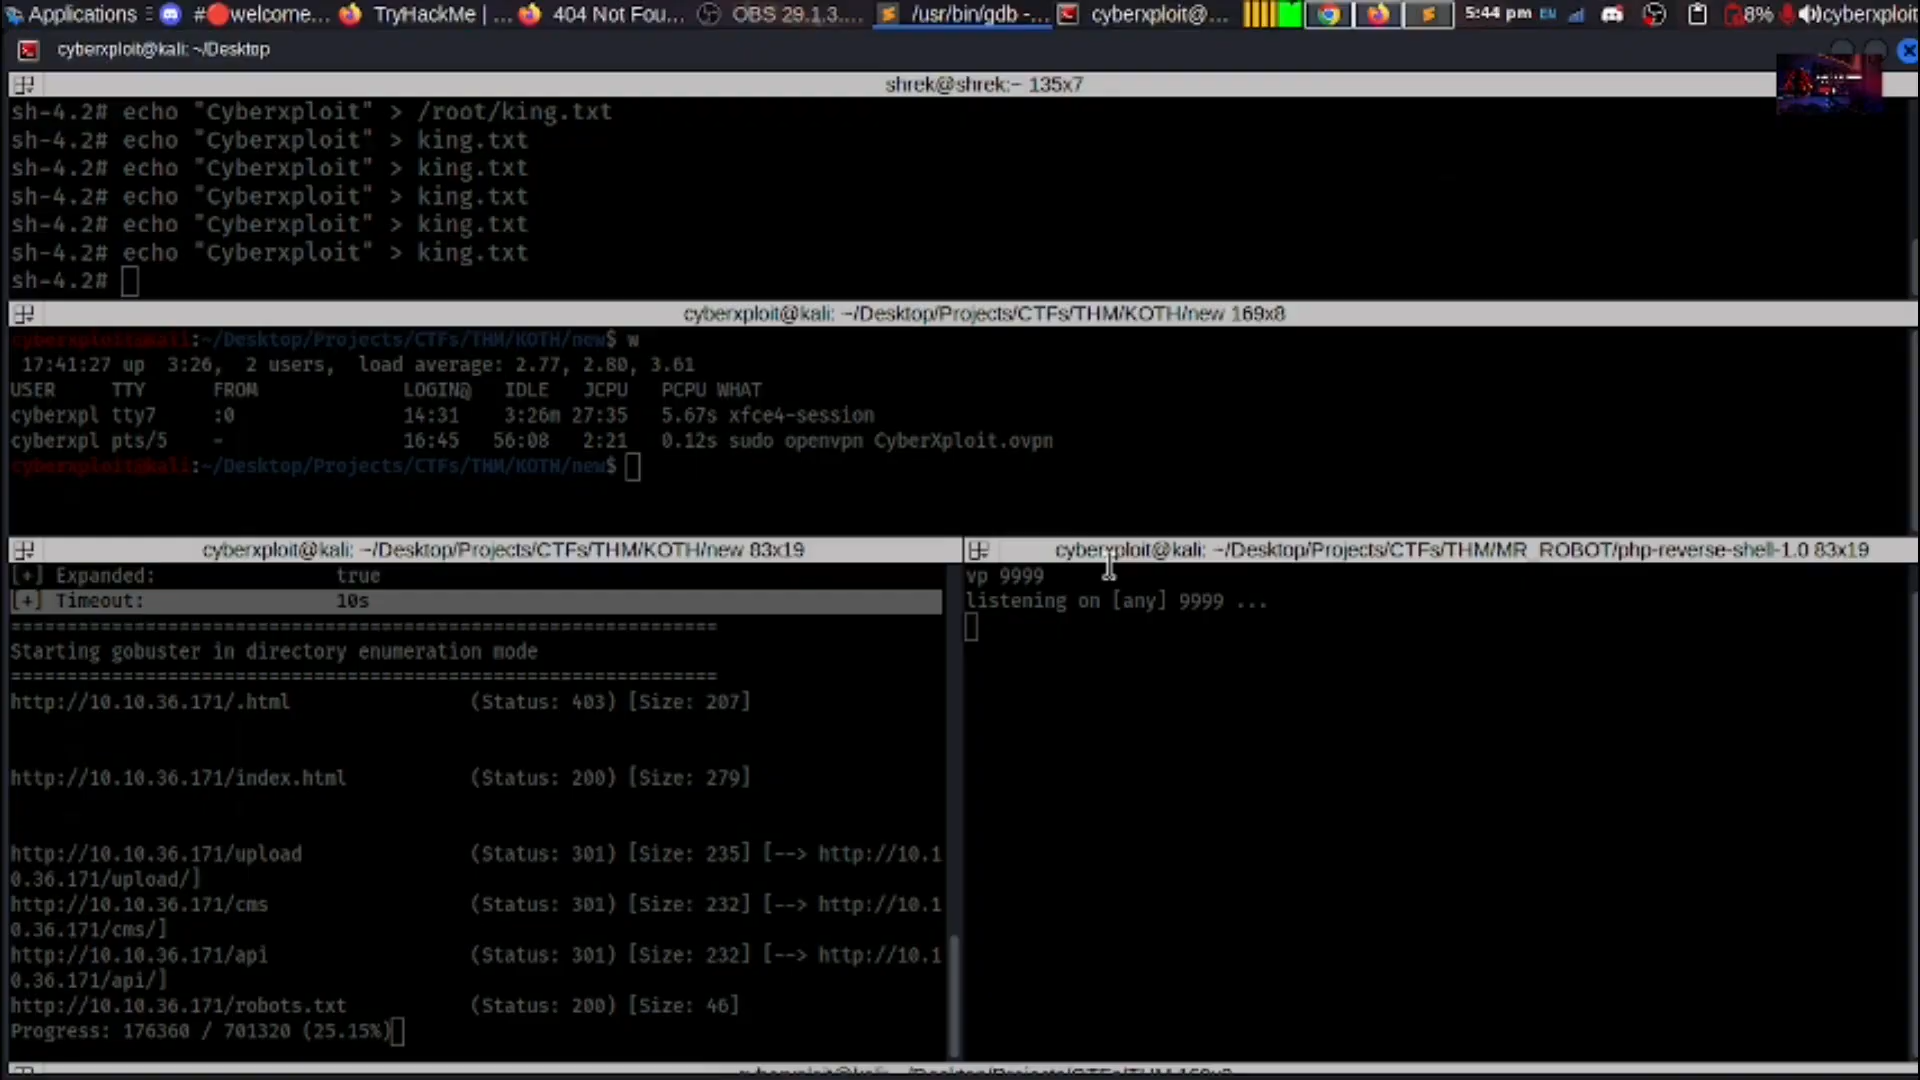 Applications
#🔴welcome...
TryHackMe | ...
404 Not Fou...
OBS 29.1.3....
/usr/bin/gdb -...
cyberxploit@...
5:44 pm
EN
8%
cyberxploit
cyberxploit@kali: ~/Desktop
shrek@shrek:~ 135x7
sh-4.2# echo "Cyberxploit" > /root/king.txt
sh-4.2# echo "Cyberxploit" > king.txt
sh-4.2# echo "Cyberxploit" > king.txt
sh-4.2# echo "Cyberxploit" > king.txt
sh-4.2# echo "Cyberxploit" > king.txt
sh-4.2# echo "Cyberxploit" > king.txt
sh-4.2#
cyberxploit@kali: ~/Desktop/Projects/CTFs/THM/KOTH/new 169x8
cyberxploit@kali:~/Desktop/Projects/CTFs/THM/KOTH/new$ w
17:41:27 up 3:26, 2 users, load average: 2.77, 2.80, 3.61
USER TTY FROM LOGIN@ IDLE JCPU PCPU WHAT
cyberxpl tty7 :0 14:31 3:26m 27:35 5.67s xfce4-session
cyberxpl pts/5 - 16:45 56:08 2:21 0.12s sudo openvpn CyberXploit.ovpn
cyberxploit@kali:~/Desktop/Projects/CTFs/THM/KOTH/new$
cyberxploit@kali: ~/Desktop/Projects/CTFs/THM/KOTH/new 83x19
[+] Expanded: true
[+] Timeout: 10s
===============================================================
Starting gobuster in directory enumeration mode
===============================================================
http://10.10.36.171/.html (Status: 403) [Size: 207]
http://10.10.36.171/index.html (Status: 200) [Size: 279]
http://10.10.36.171/upload (Status: 301) [Size: 235] [--> http://10.1
0.36.171/upload/]
http://10.10.36.171/cms (Status: 301) [Size: 232] [--> http://10.1
0.36.171/cms/]
http://10.10.36.171/api (Status: 301) [Size: 232] [--> http://10.1
0.36.171/api/]
http://10.10.36.171/robots.txt (Status: 200) [Size: 46]
Progress: 176360 / 701320 (25.15%)
cyberxploit@kali: ~/Desktop/Projects/CTFs/THM/MR_ROBOT/php-reverse-shell-1.0 83x19
vp 9999
listening on [any] 9999 ...